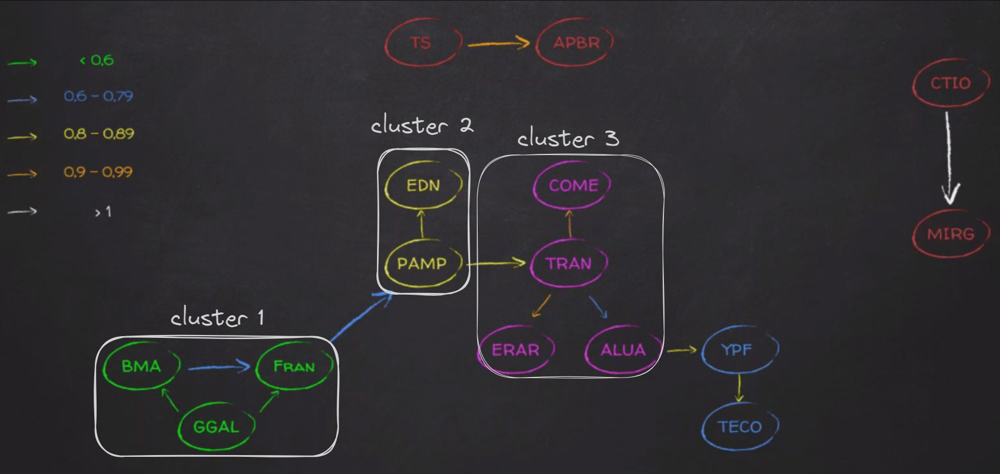 TS
APBR
< 0,6
CTIO
0,6 - 0,79
cluster 2
0,8 - 0,89
cluster 3
0,9 - 0,99
EDN
COME
> 1
MIRG
PAMP
TRAN
cluster 1
ERAR
ALUA
YPF
BMA
FRAN
GGAL
TECO